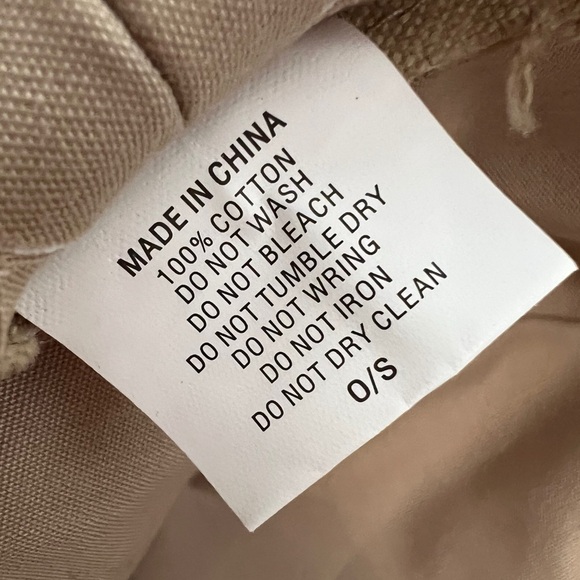 MADE IN CHINA
100% COTTON
DO NOT WASH
DO NOT BLEACH
DO NOT TUMBLE DRY
DO NOT WRING
DO NOT IRON
DO NOT DRY CLEAN
O/S